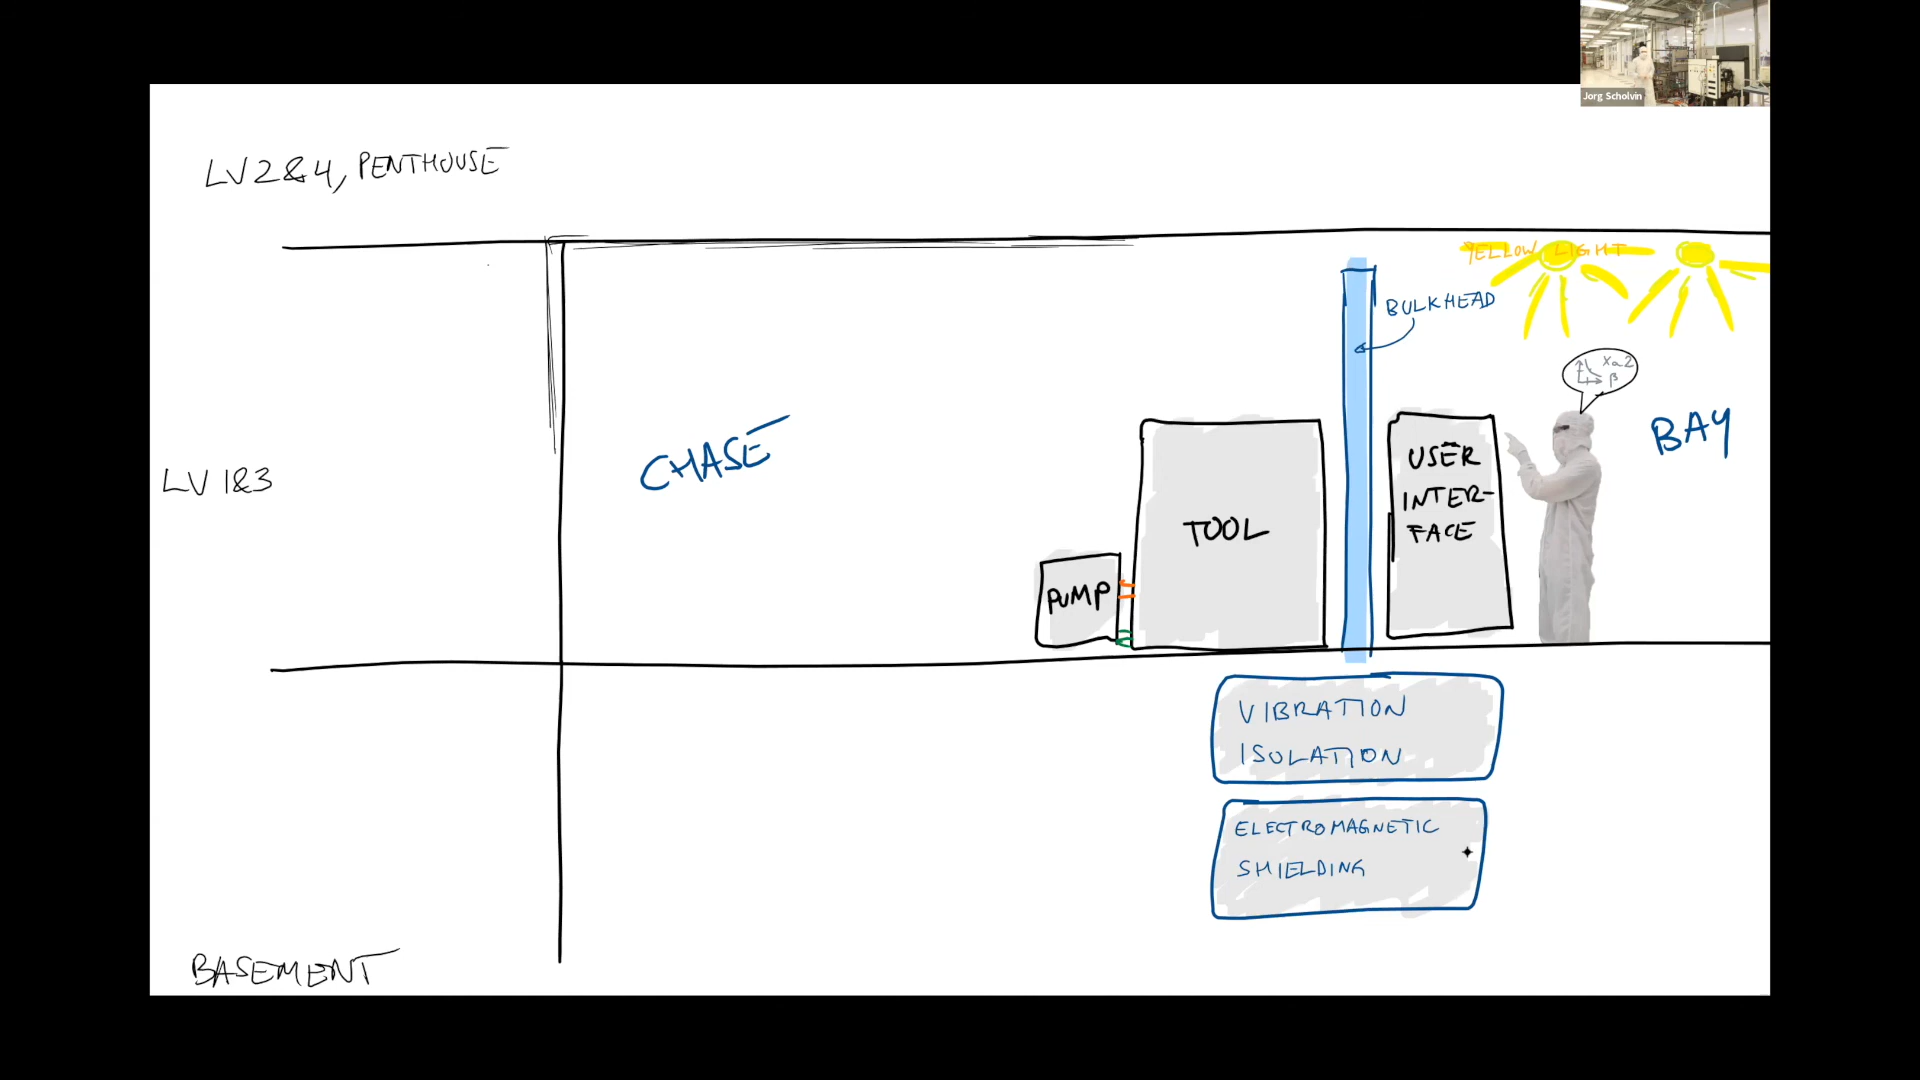 Jorg Scholvin
LV 2&4, PENTHOUSE
YELLOW LIGHT
BULKHEAD
X a 2
β
BAY
CHASE
LV 1&3
USER
INTER-
FACE
TOOL
PUMP
VIBRATION
ISOLATION
ELECTROMAGNETIC
SHIELDING
BASEMENT